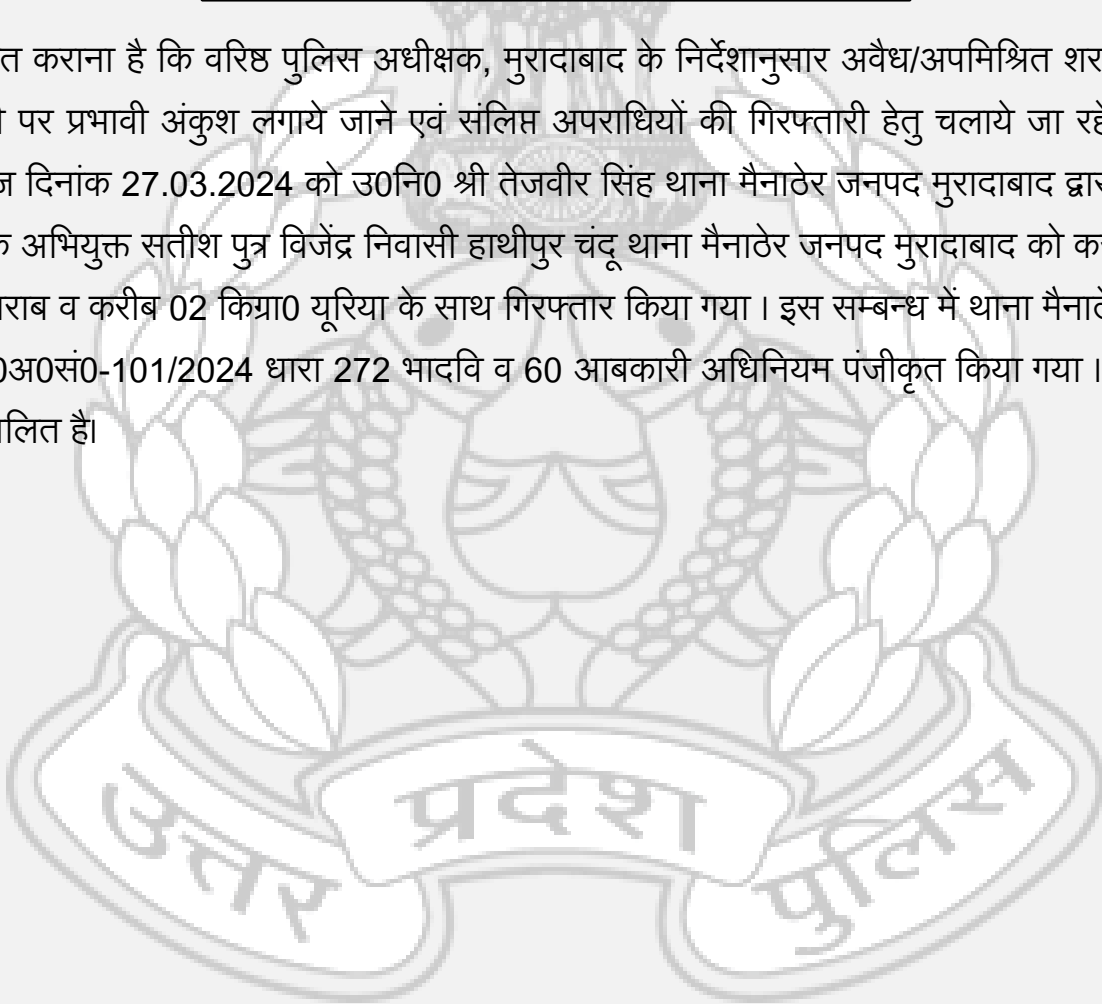 त कराना है कि वरिष्ठ पुलिस अधीक्षक, मुरादाबाद के निर्देशानुसार अवैध/अपमिश्रित शर
पर प्रभावी अंकुश लगाये जाने एवं संलिप्त अपराधियों की गिरफ्तारी हेतु चलाये जा रहे
ज दिनांक 27.03.2024 को उ0नि0 श्री तेजवीर सिंह थाना मैनाठेर जनपद मुरादाबाद द्वार
अभियुक्त सतीश पुत्र विजेंद्र निवासी हाथीपुर चंदू थाना मैनाठेर जनपद मुरादाबाद को कर
राब व करीब 02 किग्रा0 यूरिया के साथ गिरफ्तार किया गया । इस सम्बन्ध में थाना मैनाठे
0अ0सं0-101/2024 धारा 272 भादवि व 60 आबकारी अधिनियम पंजीकृत किया गया ।
लित है।
उत्तर प्रदेश पुलिस